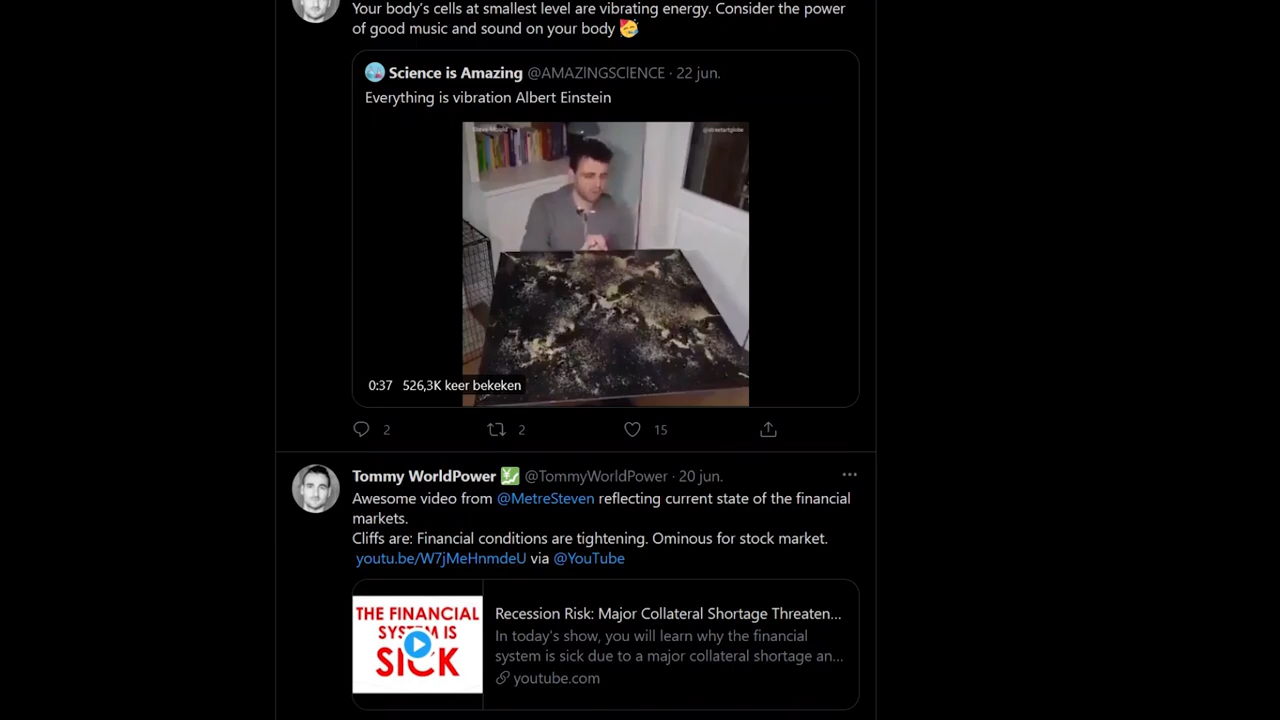 Your body’s cells at smallest level are vibrating energy. Consider the power
of good music and sound on your body 🥳
Science is Amazing @AMAZINGSCIENCE · 22 jun.
Everything is vibration Albert Einstein
Steve Mould
@streetartglobe
0:37 526,3K keer bekeken
2 2 15
Tommy WorldPower 💹 @TommyWorldPower · 20 jun.
Awesome video from @MetreSteven reflecting current state of the financial
markets.
Cliffs are: Financial conditions are tightening. Ominous for stock market.
youtu.be/W7jMeHnmdeU via @YouTube
THE FINANCIAL
SYSTEM IS
SICK
Recession Risk: Major Collateral Shortage Threaten...
In today's show, you will learn why the financial
system is sick due to a major collateral shortage an...
youtube.com